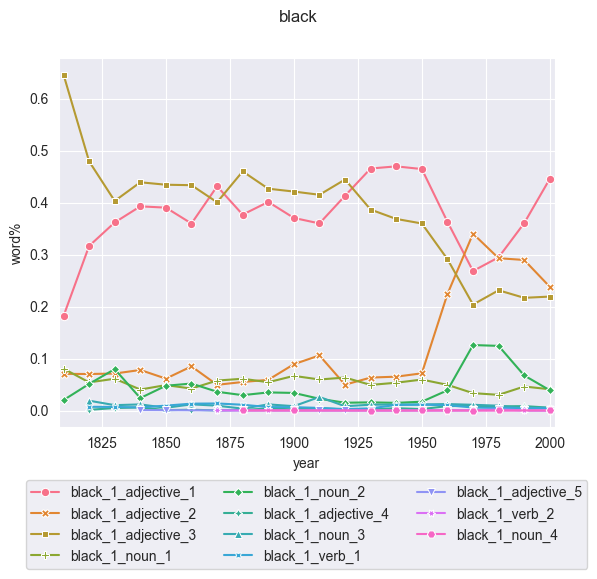 black
0.6
0.5
0.4
0.3
0.2
0.1
0.0
word%
1825 1850 1875 1900 1925 1950 1975 2000
year
black_1_adjective_1 black_1_noun_2 black_1_adjective_5
black_1_adjective_2 black_1_adjective_4 black_1_verb_2
black_1_adjective_3 black_1_noun_3 black_1_noun_4
black_1_noun_1 black_1_verb_1